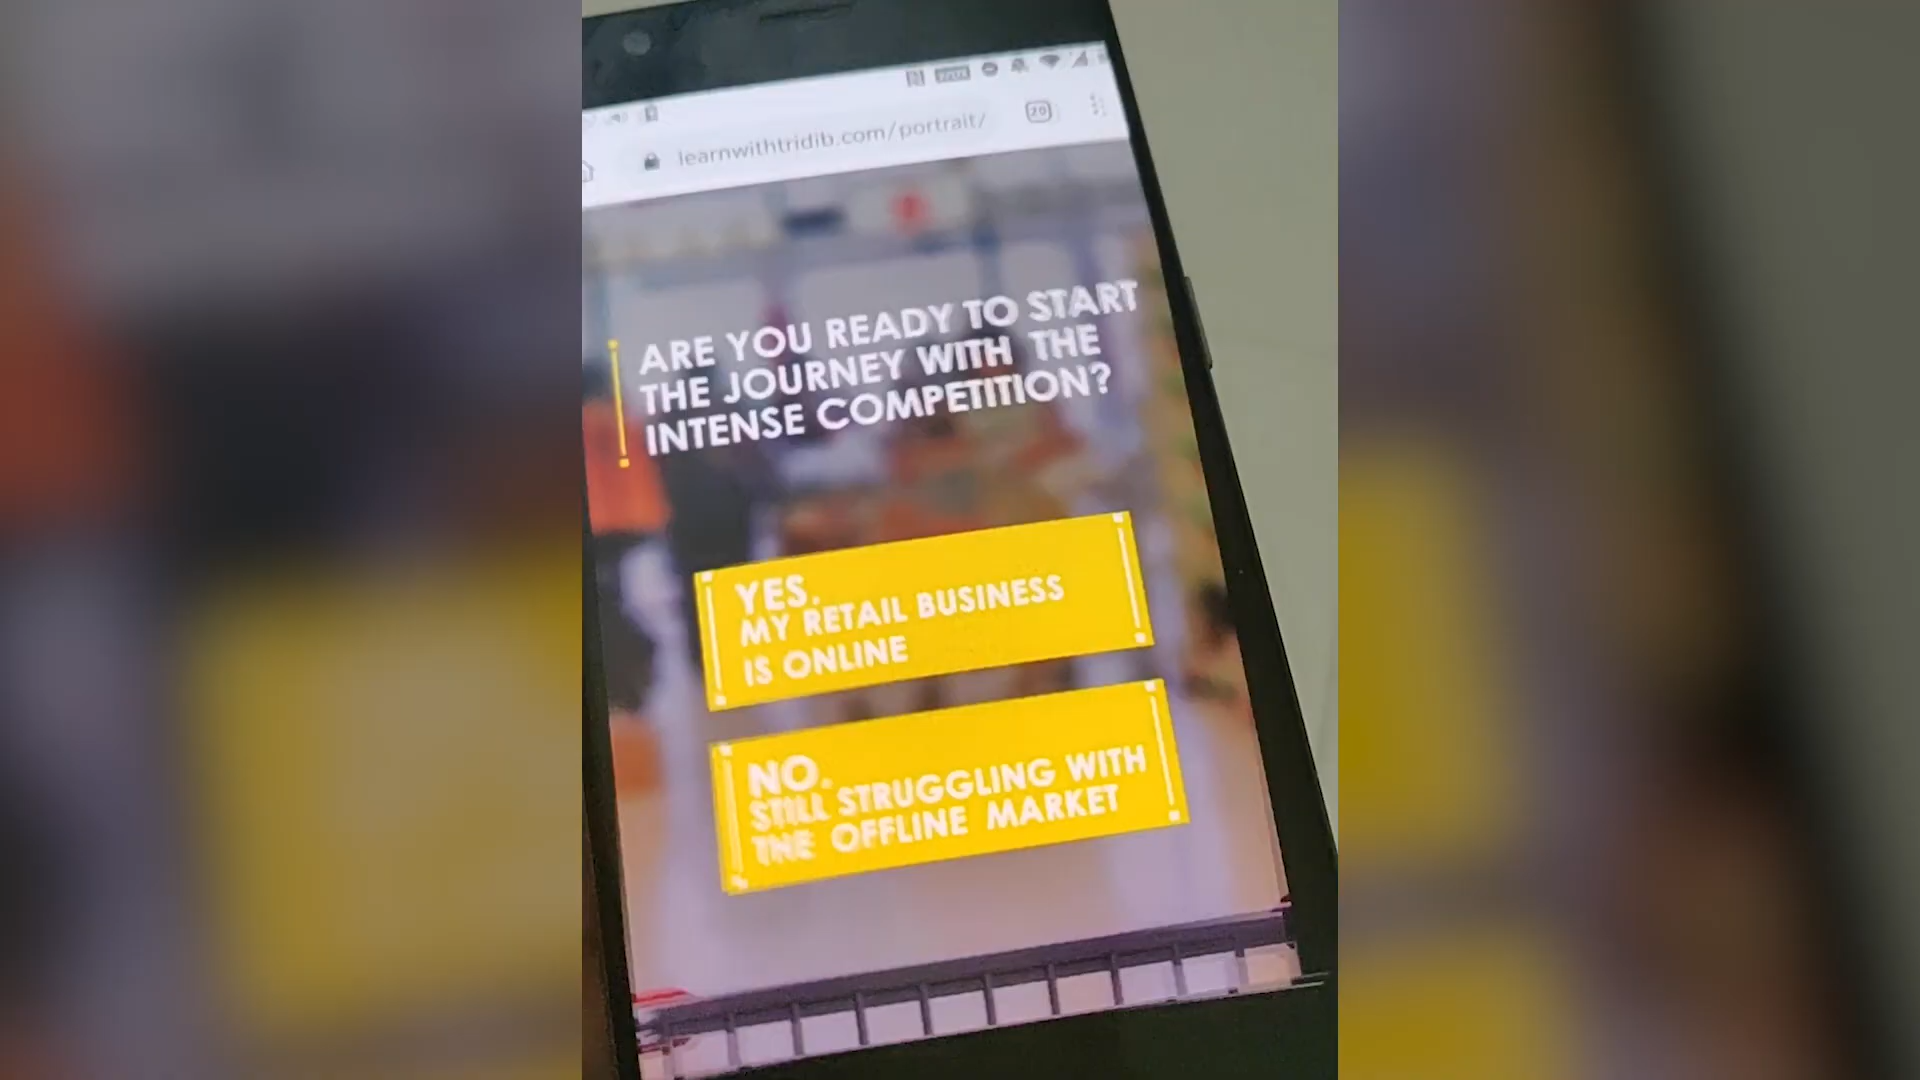 20
learnwithtridib.com/portrait/
ARE YOU READY TO START
THE JOURNEY WITH THE
INTENSE COMPETITION?
YES.
MY RETAIL BUSINESS
IS ONLINE
NO.
STILL STRUGGLING WITH
THE OFFLINE MARKET